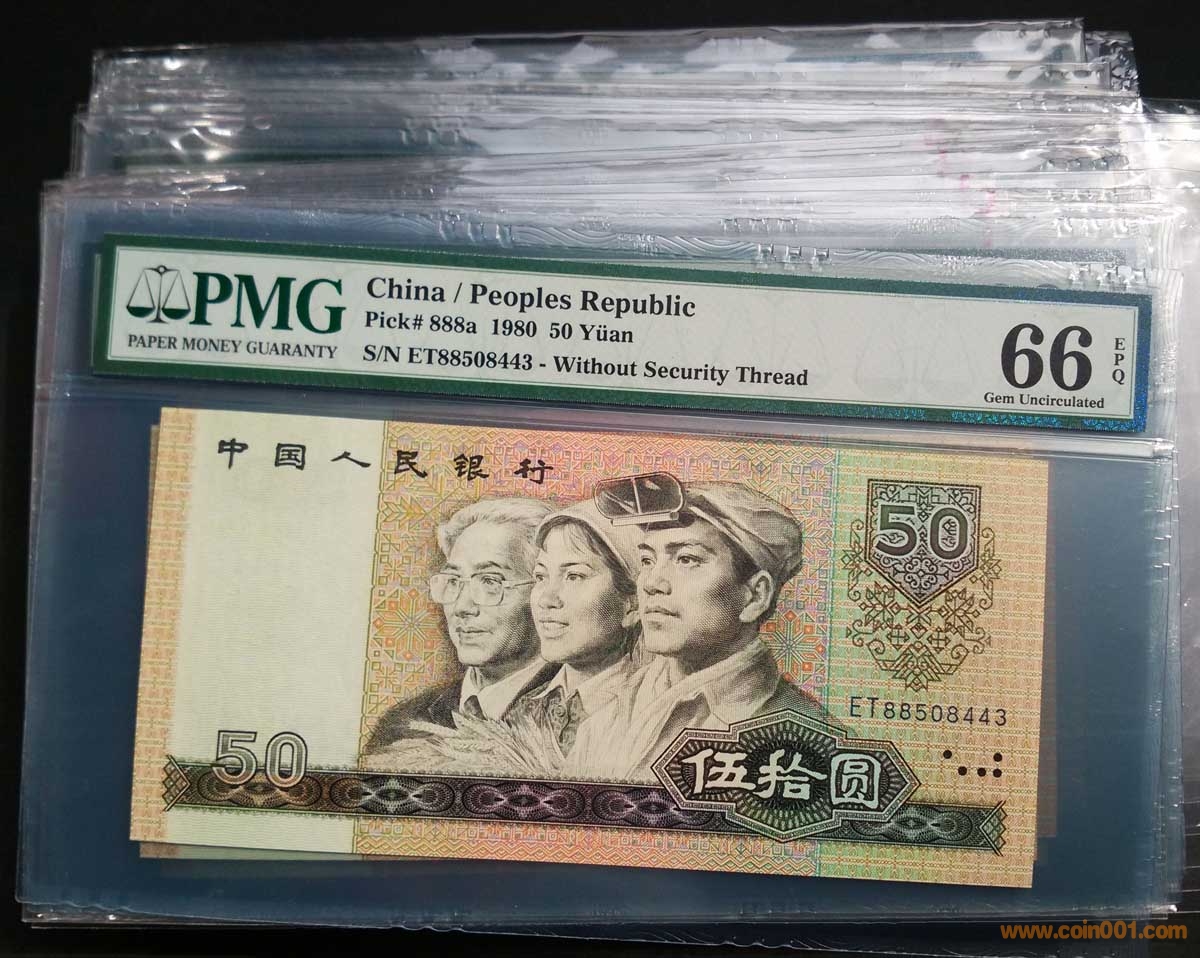 PMG
PAPER MONEY GUARANTY
China / Peoples Republic
Pick# 888a 1980 50 Yüan
S/N ET88508443 - Without Security Thread
66
EPQ
Gem Uncirculated
中国人民银行
50
ET88508443
50
伍拾圆
www.coin001.com